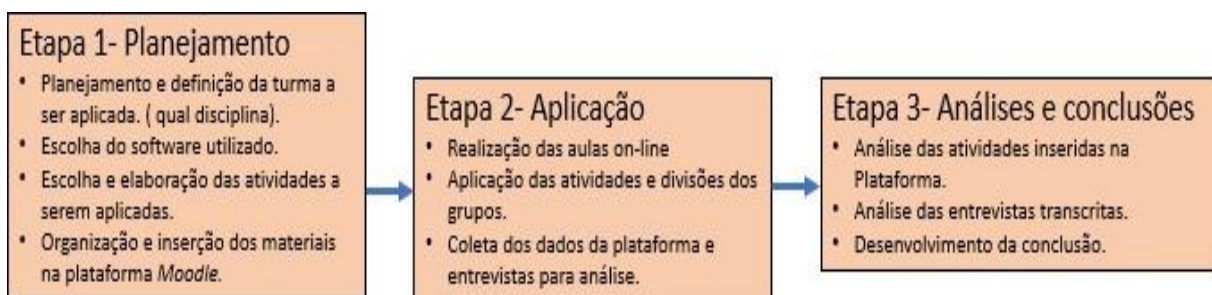 Etapa 1- Planejamento
• Planejamento e definição da turma a
ser aplicada. ( qual disciplina).
• Escolha do software utilizado.
• Escolha e elaboração das atividades a
serem aplicadas.
• Organização e inserção dos materiais
na plataforma Moodle.
Etapa 2- Aplicação
• Realização das aulas on-line
• Aplicação das atividades e divisões dos
grupos.
• Coleta dos dados da plataforma e
entrevistas para análise.
Etapa 3- Análises e conclusões
• Análise das atividades inseridas na
Plataforma.
• Análise das entrevistas transcritas.
• Desenvolvimento da conclusão.